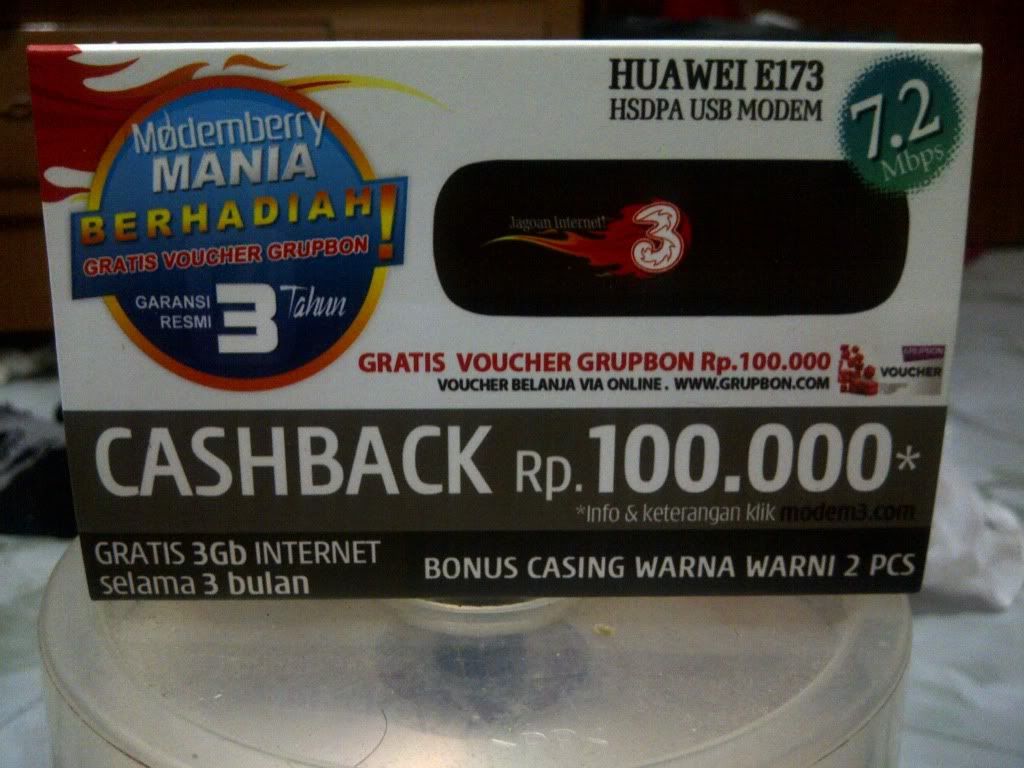 HUAWEI E173
HSDPA USB MODEM
7.2
Mbps
Mødemberry
MANIA
BERHADIAH!
GRATIS VOUCHER GRUPBON
GARANSI
RESMI
3 Tahun
Jagoan Internet!
3
GRATIS VOUCHER GRUPBON Rp.100.000
VOUCHER BELANJA VIA ONLINE . WWW.GRUPBON.COM
GRUPBON
VOUCHER
CASHBACK Rp.100.000*
*Info & keterangan klik modem3.com
GRATIS 3Gb INTERNET
selama 3 bulan
BONUS CASING WARNA WARNI 2 PCS